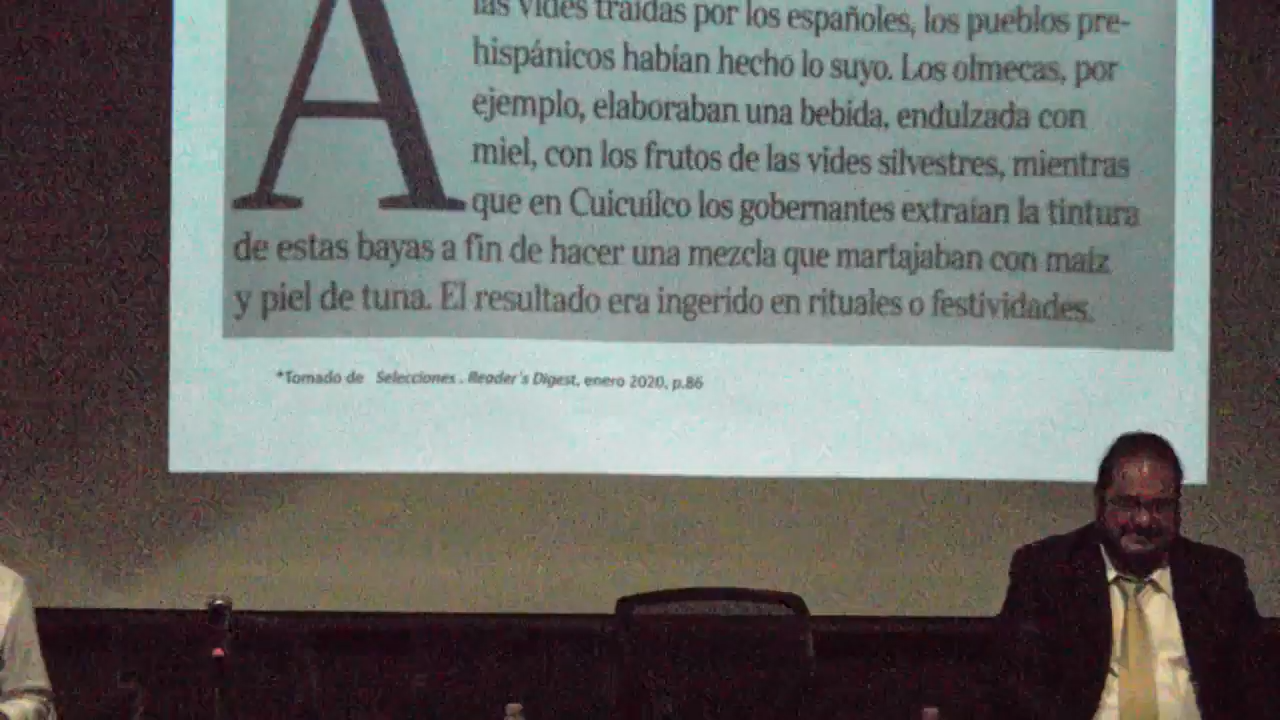 A
las vides traídas por los españoles, los pueblos pre-
hispánicos habían hecho lo suyo. Los olmecas, por
ejemplo, elaboraban una bebida, endulzada con
miel, con los frutos de las vides silvestres, mientras
que en Cuicuilco los gobernantes extraían la tintura
de estas bayas a fin de hacer una mezcla que martajaban con maíz
y piel de tuna. El resultado era ingerido en rituales o festividades.
*Tomado de Selecciones . Reader's Digest, enero 2020, p.86